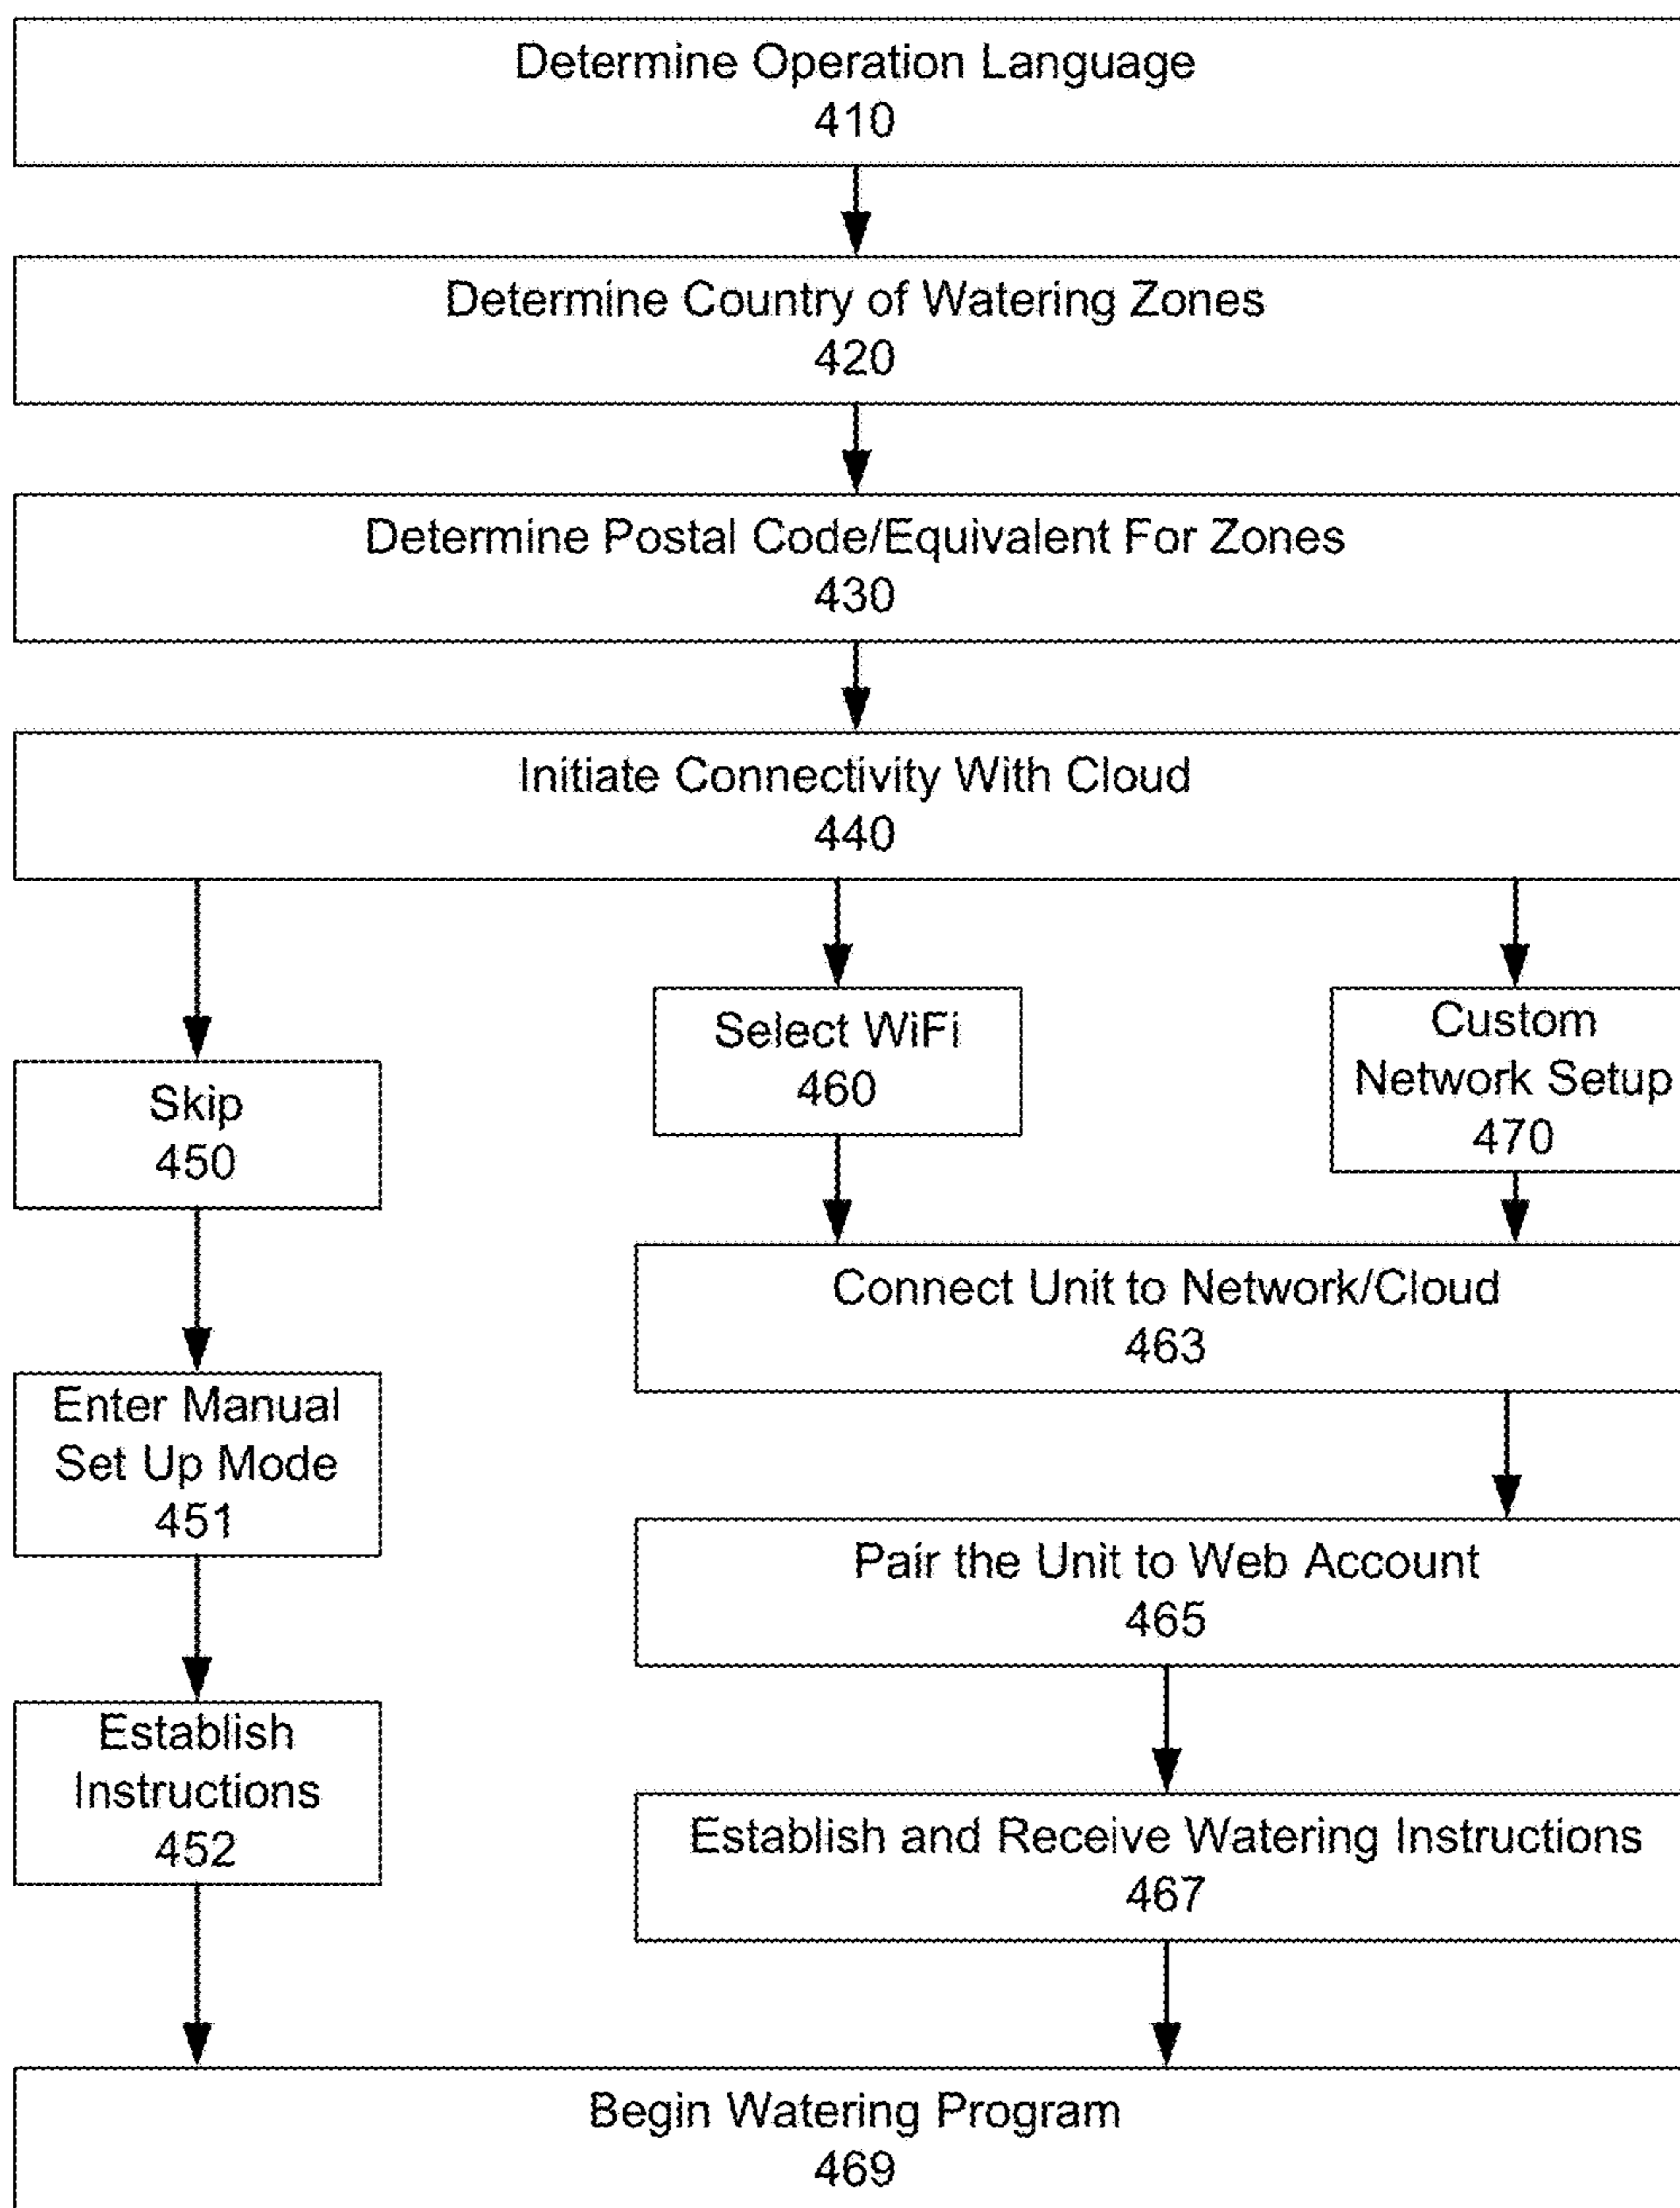 Determine Operation Language
410
Determine Country of Watering Zones
420
Determine Postal Code/Equivalent For Zones
430
Initiate Connectivity With Cloud
440
Skip
450
Select WiFi
460
Custom
Network Setup
470
Connect Unit to Network/Cloud
463
Enter Manual
Set Up Mode
451
Pair the Unit to Web Account
465
Establish
Instructions
452
Establish and Receive Watering Instructions
467
Begin Watering Program
469